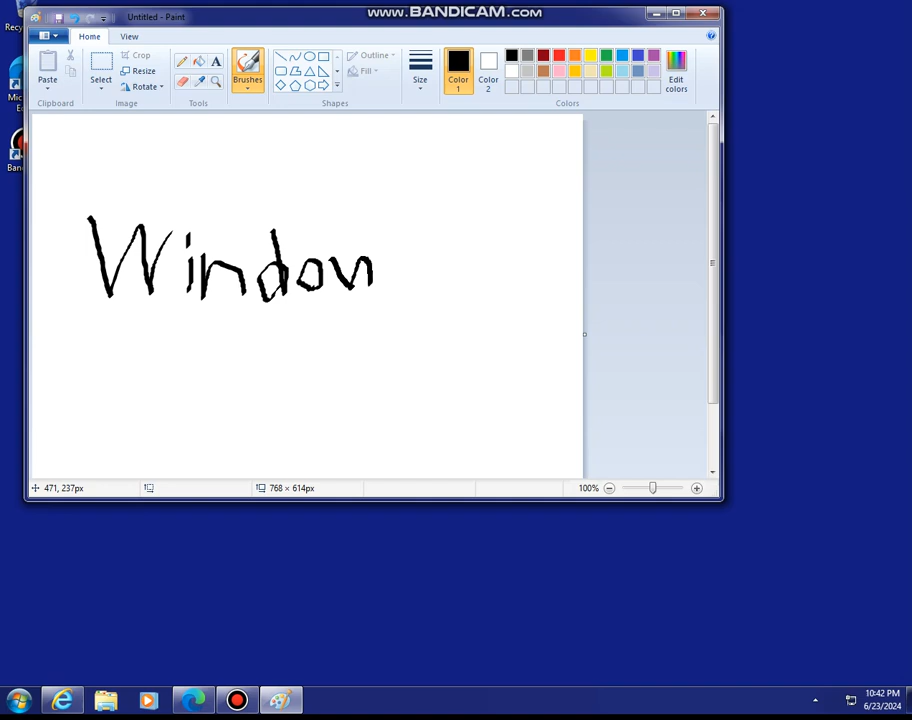 www.BANDICAM.com
Untitled - Paint
Home View
Paste
Select
Crop
Resize
Rotate
Brushes
Outline
Fill
Size
Color 1
Color 2
Edit colors
Clipboard Image Tools Shapes Colors
Windov
471, 237px 768 × 614px 100%
10:42 PM
6/23/2024